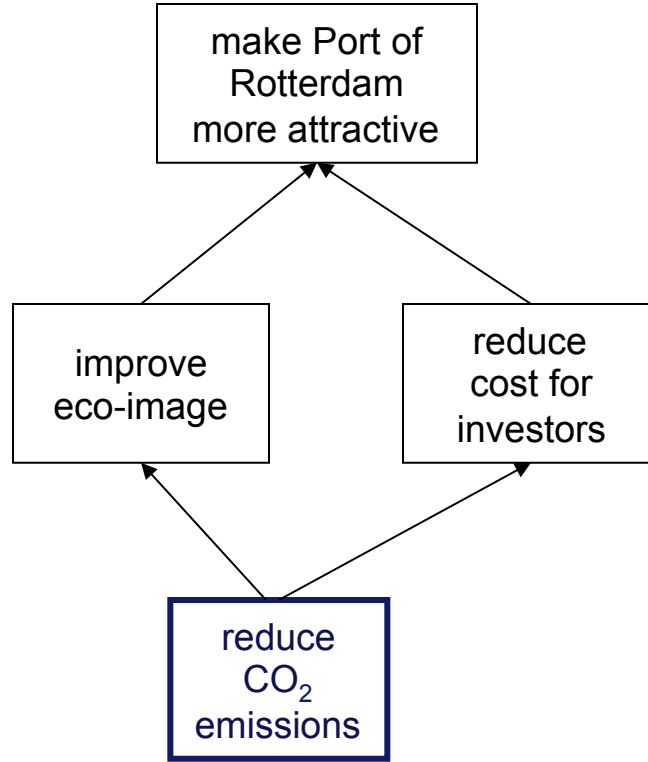 make Port of
Rotterdam
more attractive
improve
eco-image
reduce
cost for
investors
reduce
CO₂
emissions